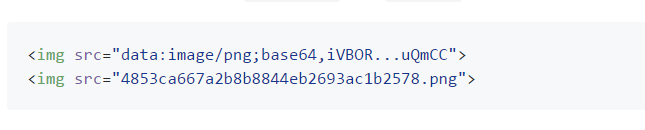 <img src="data:image/png;base64,iVBOR...uQmCC">
<img src="4853ca667a2b8b8844eb2693ac1b2578.png">